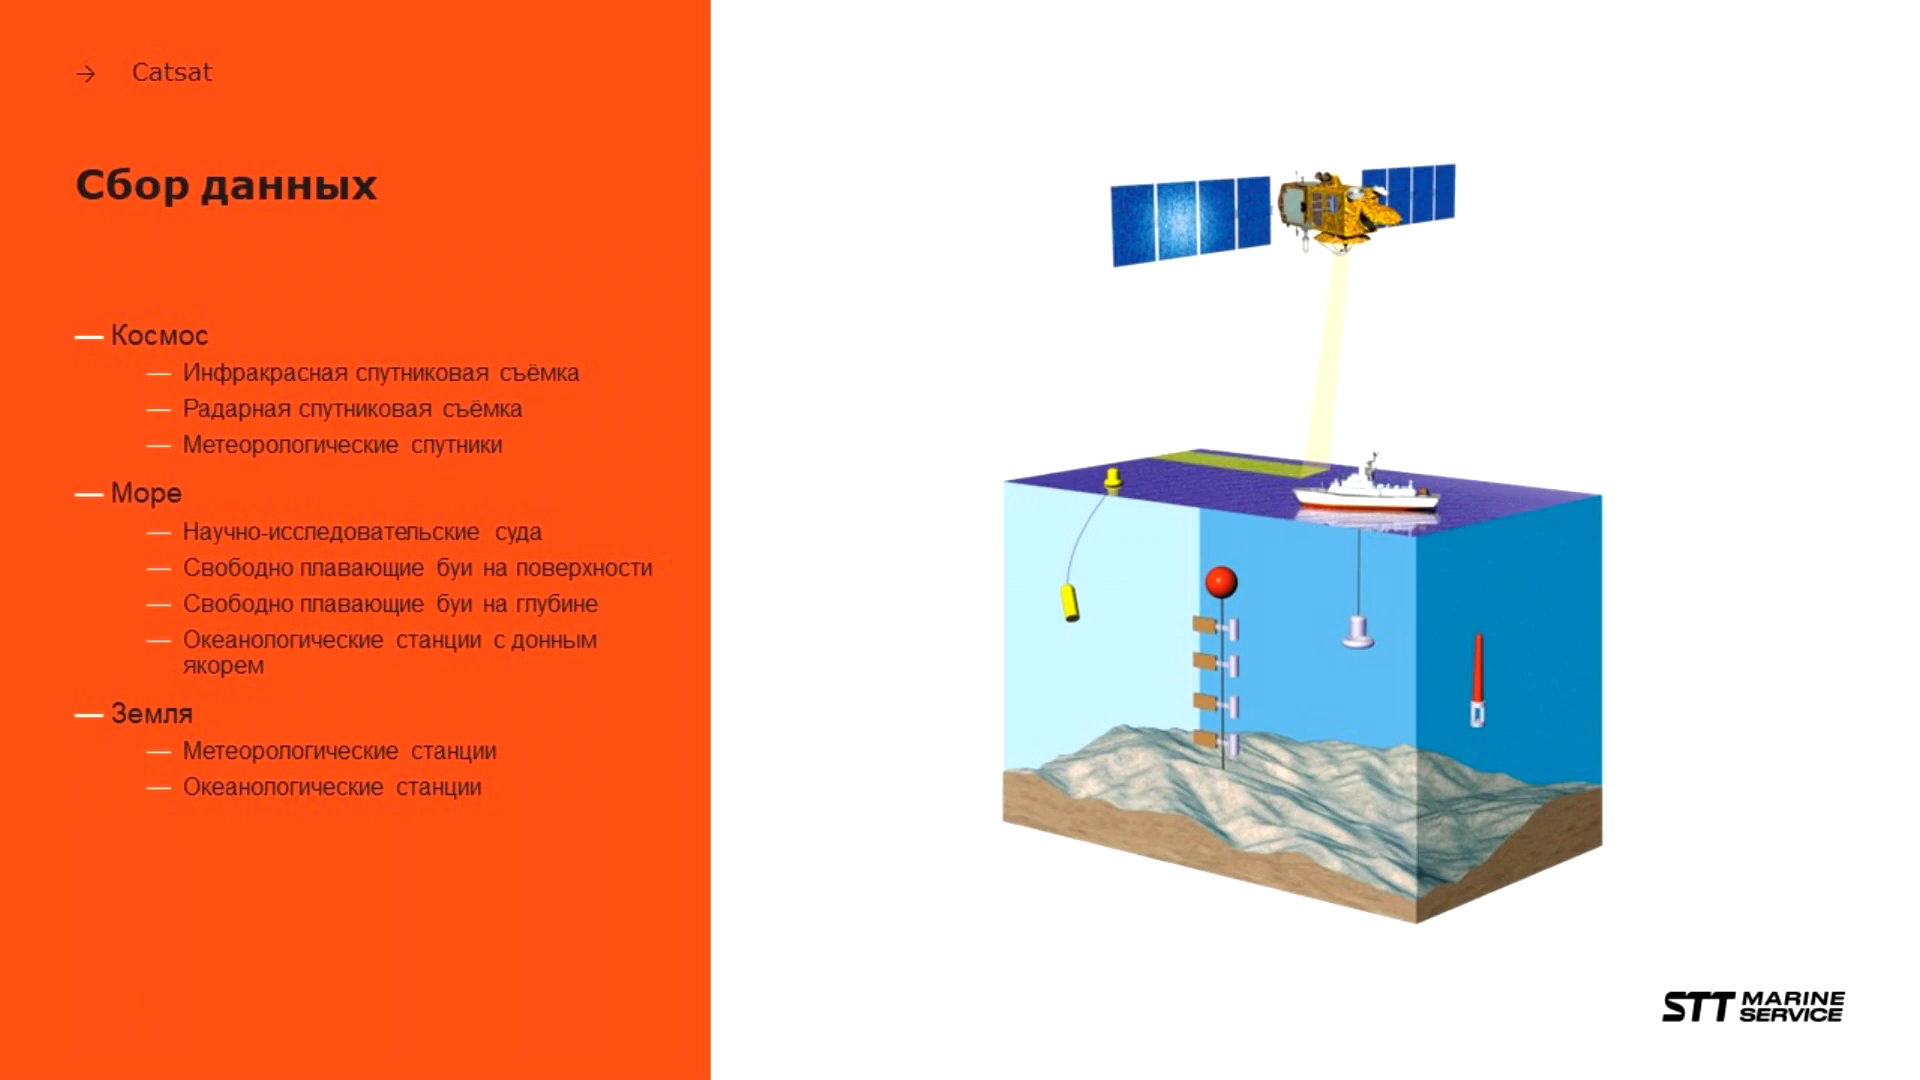 → Catsat
Сбор данных
— Космос
— Инфракрасная спутниковая съёмка
— Радарная спутниковая съёмка
— Метеорологические спутники
— Море
— Научно-исследовательские суда
— Свободно плавающие буи на поверхности
— Свободно плавающие буи на глубине
— Океанологические станции с донным
якорем
— Земля
— Метеорологические станции
— Океанологические станции
STT MARINE
SERVICE